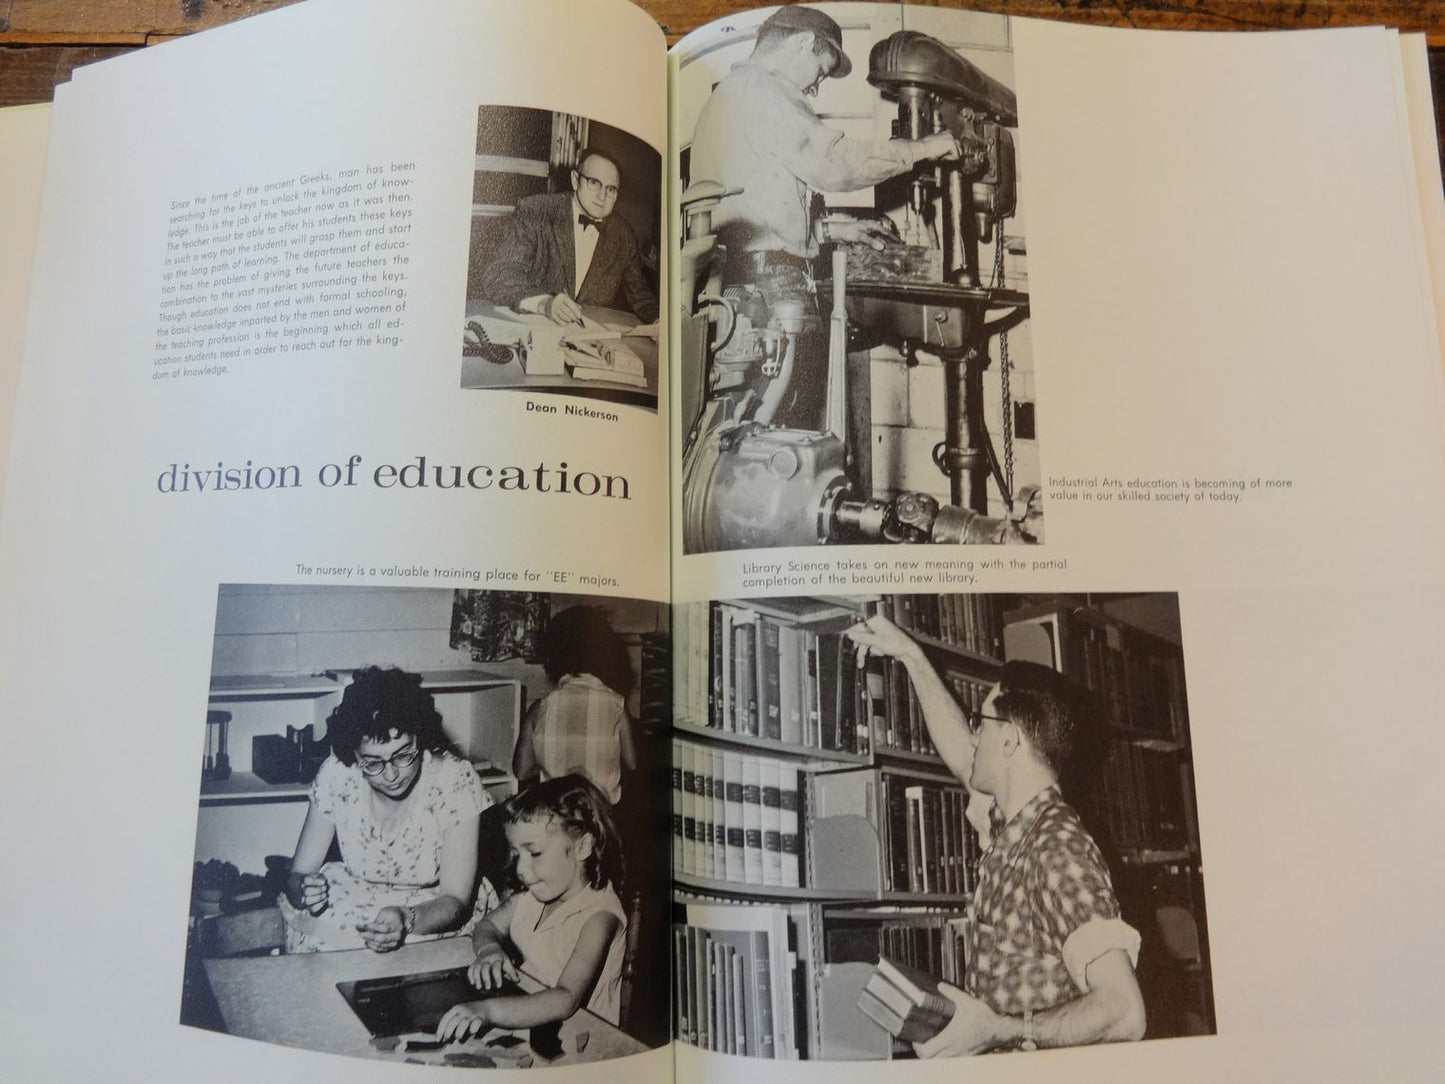 Since the time of the ancient Greeks, man has been
searching for the keys to unlock the kingdom of know-
ledge. This is the job of the teacher now as it was then.
The teacher must be able to offer his students these keys
in such a way that the students will grasp them and start
up the long path of learning. The department of educa-
tion has the problem of giving the future teachers the
combination to the vast mysteries surrounding the keys.
Though education does not end with formal schooling,
the basic knowledge imparted by the men and women of
the teaching profession is the beginning which all ed-
ucation students need in order to reach out for the king-
dom of knowledge.
Dean Nickerson
division of education
The nursery is a valuable training place for "EE" majors.
Industrial Arts education is becoming of more
value in our skilled society of today.
Library Science takes on new meaning with the partial
completion of the beautiful new library.